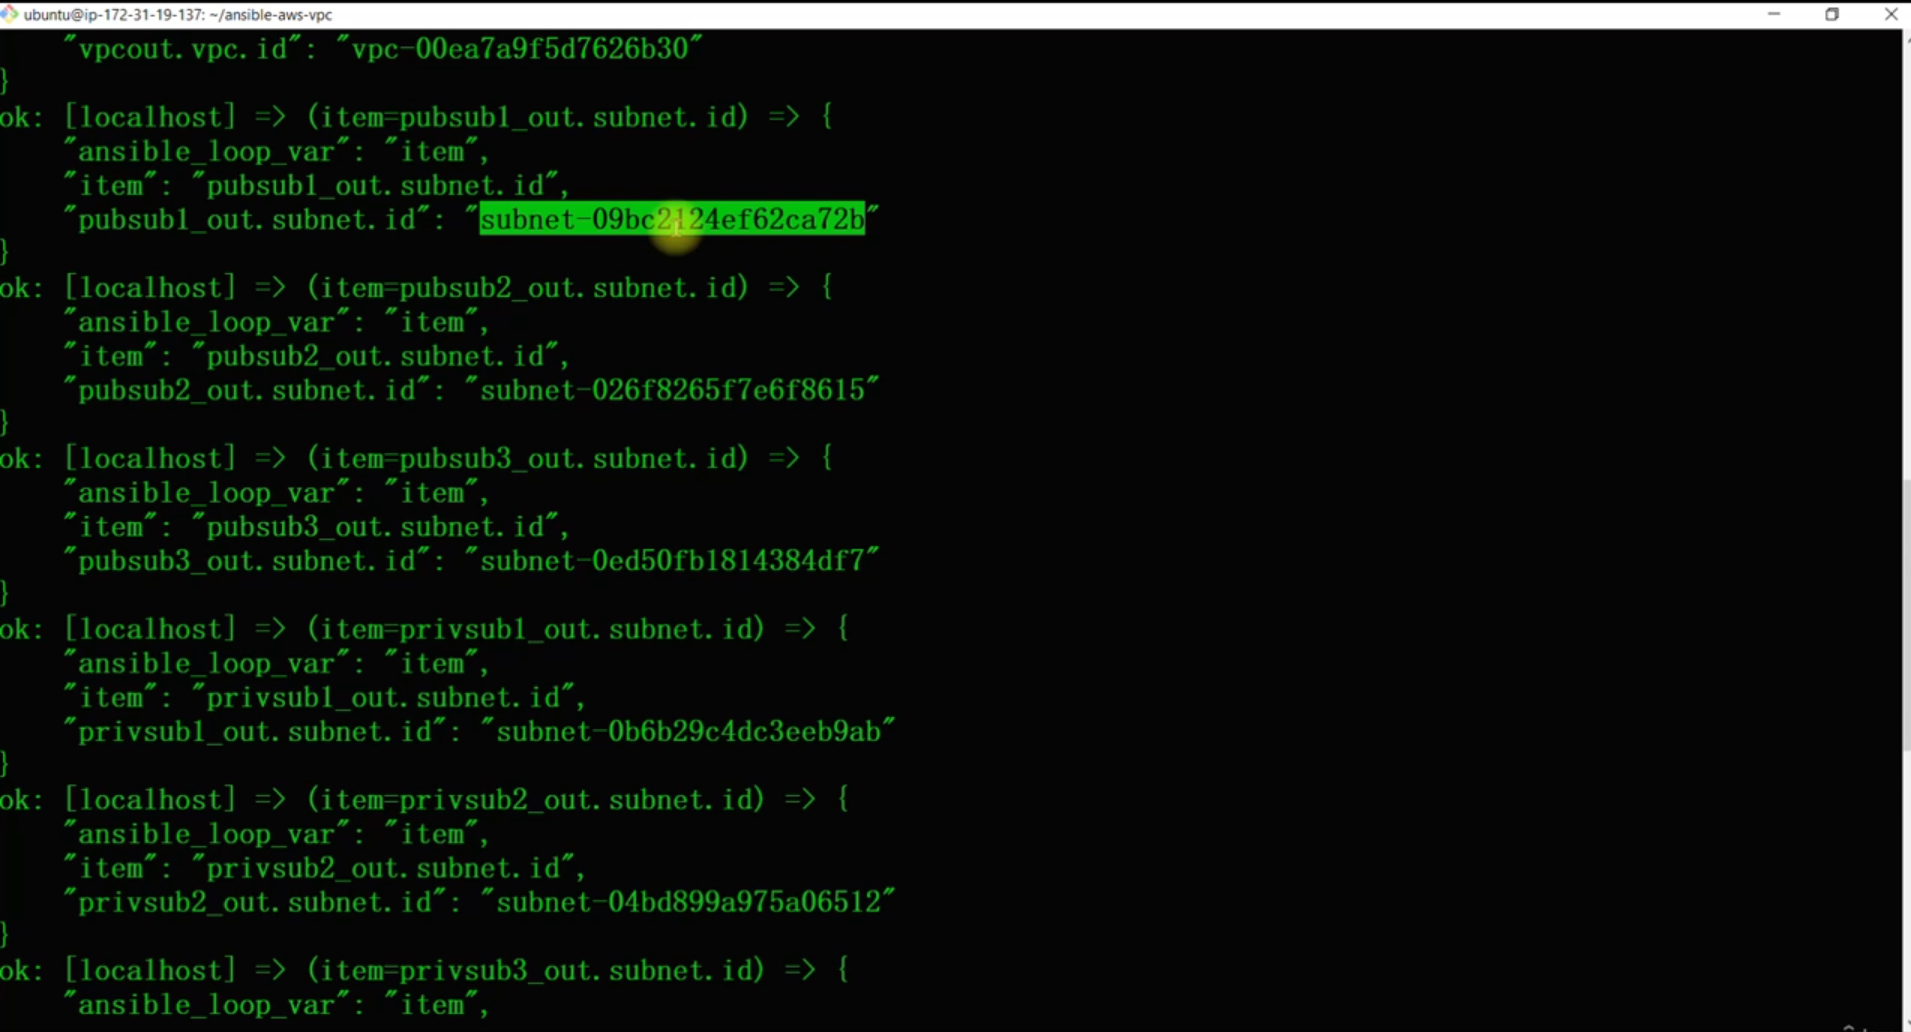 ubuntu@ip-172-31-19-137: ~/ansible-aws-vpc
"vpcout.vpc.id": "vpc-00ea7a9f5d7626b30"
}
ok: [localhost] => (item=pubsub1_out.subnet.id) => {
"ansible_loop_var": "item",
"item": "pubsub1_out.subnet.id",
"pubsub1_out.subnet.id": "subnet-09bc2124ef62ca72b"
}
ok: [localhost] => (item=pubsub2_out.subnet.id) => {
"ansible_loop_var": "item",
"item": "pubsub2_out.subnet.id",
"pubsub2_out.subnet.id": "subnet-026f8265f7e6f8615"
}
ok: [localhost] => (item=pubsub3_out.subnet.id) => {
"ansible_loop_var": "item",
"item": "pubsub3_out.subnet.id",
"pubsub3_out.subnet.id": "subnet-0ed50fb1814384df7"
}
ok: [localhost] => (item=privsub1_out.subnet.id) => {
"ansible_loop_var": "item",
"item": "privsub1_out.subnet.id",
"privsub1_out.subnet.id": "subnet-0b6b29c4dc3eeb9ab"
}
ok: [localhost] => (item=privsub2_out.subnet.id) => {
"ansible_loop_var": "item",
"item": "privsub2_out.subnet.id",
"privsub2_out.subnet.id": "subnet-04bd899a975a06512"
}
ok: [localhost] => (item=privsub3_out.subnet.id) => {
"ansible_loop_var": "item",